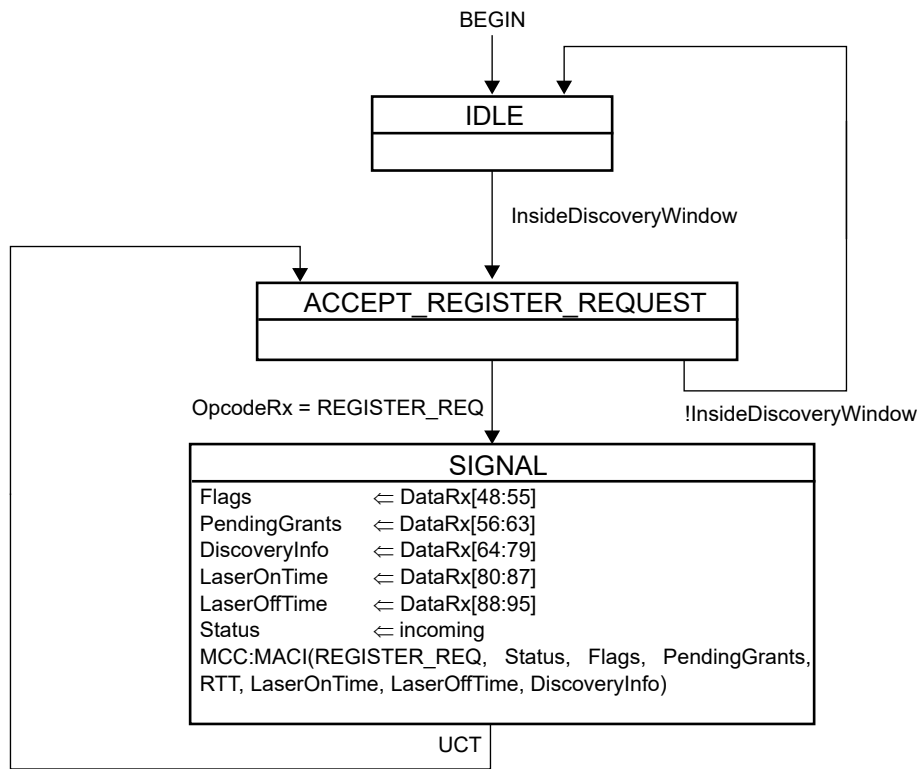 BEGIN
IDLE
InsideDiscoveryWindow
ACCEPT_REGISTER_REQUEST
OpcodeRx = REGISTER_REQ
!InsideDiscoveryWindow
SIGNAL
Flags ⇐ DataRx[48:55]
PendingGrants ⇐ DataRx[56:63]
DiscoveryInfo ⇐ DataRx[64:79]
LaserOnTime ⇐ DataRx[80:87]
LaserOffTime ⇐ DataRx[88:95]
Status ⇐ incoming
MCC:MACI(REGISTER_REQ, Status, Flags, PendingGrants,
RTT, LaserOnTime, LaserOffTime, DiscoveryInfo)
UCT